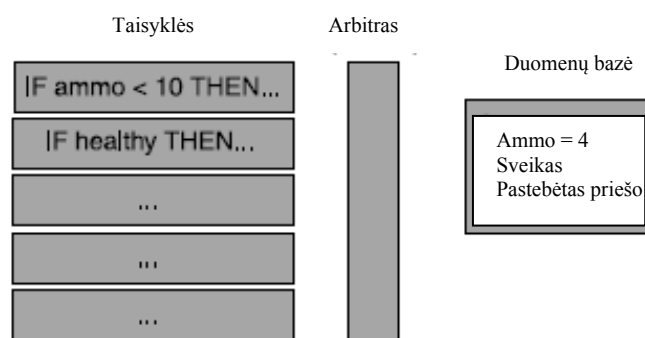 Taisyklės
Arbitras
Duomenų bazė
IF ammo < 10 THEN...
IF healthy THEN...
...
...
...
Ammo = 4
Sveikas
Pastebėtas priešo